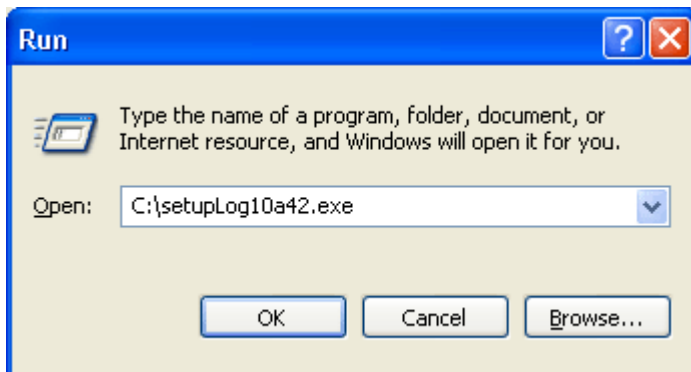 Run
Type the name of a program, folder, document, or
Internet resource, and Windows will open it for you.
Open: C:\setupLog10a42.exe
OK Cancel Browse...